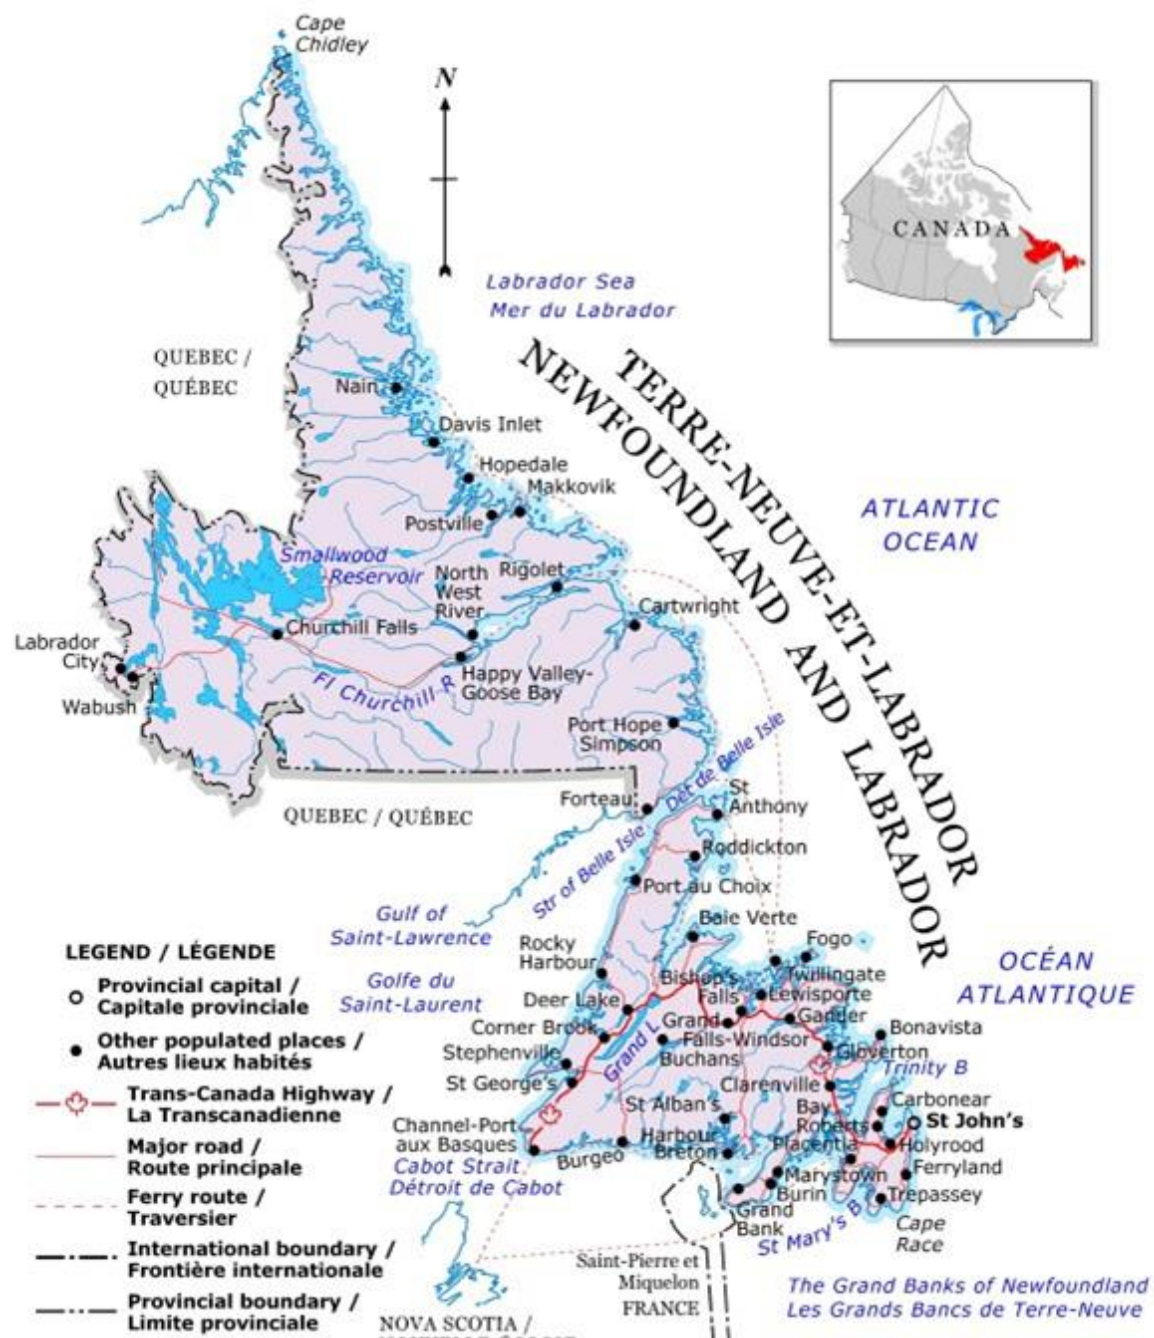 Cape
Chidley
N
CANADA
Labrador Sea
Mer du Labrador
QUEBEC /
QUÉBEC
TERRE-NEUVE-ET-LABRADOR
NEWFOUNDLAND AND LABRADOR
Nain
Davis Inlet
Hopedale
Makkovik
Postville
ATLANTIC
OCEAN
Smallwood
Reservoir
North
West
River
Rigolet
Cartwright
Churchill Falls
Labrador
City
Wabush
Happy Valley-
Goose Bay
Fl Churchill R
Port Hope
Simpson
Dét de Belle Isle
Str of Belle Isle
QUEBEC / QUÉBEC
Forteau
St
Anthony
Roddickton
Port au Choix
Gulf of
Saint-Lawrence
Golfe du
Saint-Laurent
Baie Verte
Fogo
Twillingate
Rocky
Harbour
Bishop's
Falls
Lewisporte
OCÉAN
ATLANTIQUE
Deer Lake
Grand
Falls-Windsor
Gander
Bonavista
Corner Brook
Grand L
Buchans
Gloverton
Stephenville
Trinity B
St George's
Clarenville
Carbonear
St Alban's
Bay
Roberts
St John's
Channel-Port
aux Basques
Harbour
Breton
Placentia
Holyrood
Burgeo
Marystown
Ferryland
Cabot Strait
Détroit de Cabot
Burin
Trepassey
Grand
Bank
St Mary's B
Cape
Race
Saint-Pierre et
Miquelon
FRANCE
The Grand Banks of Newfoundland
Les Grands Bancs de Terre-Neuve
NOVA SCOTIA /
LEGEND / LÉGENDE
Provincial capital /
Capitale provinciale
Other populated places /
Autres lieux habités
Trans-Canada Highway /
La Transcanadienne
Major road /
Route principale
Ferry route /
Traversier
International boundary /
Frontière internationale
Provincial boundary /
Limite provinciale